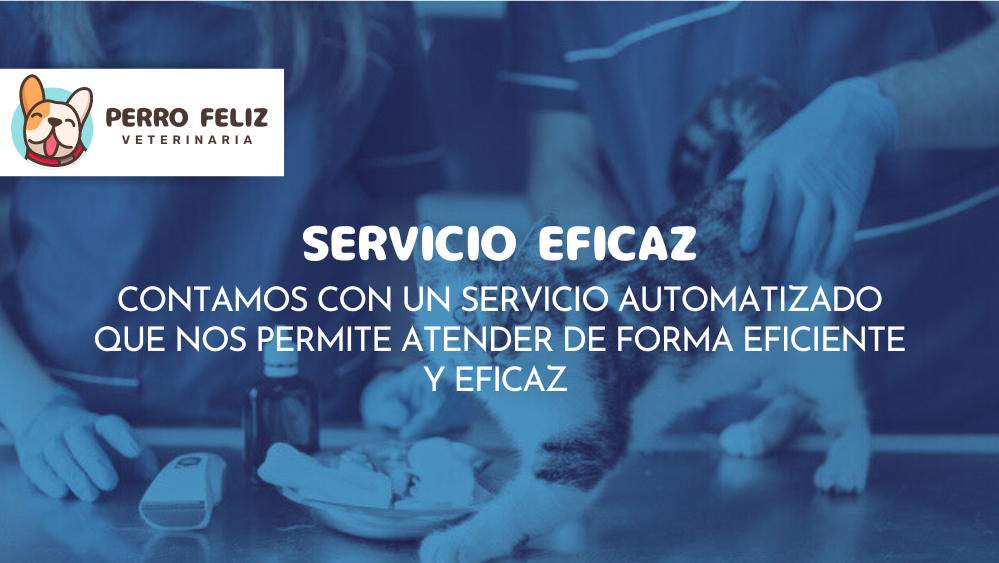 PERRO FELIZ
VETERINARIA
SERVICIO EFICAZ
CONTAMOS CON UN SERVICIO AUTOMATIZADO
QUE NOS PERMITE ATENDER DE FORMA EFICIENTE
Y EFICAZ